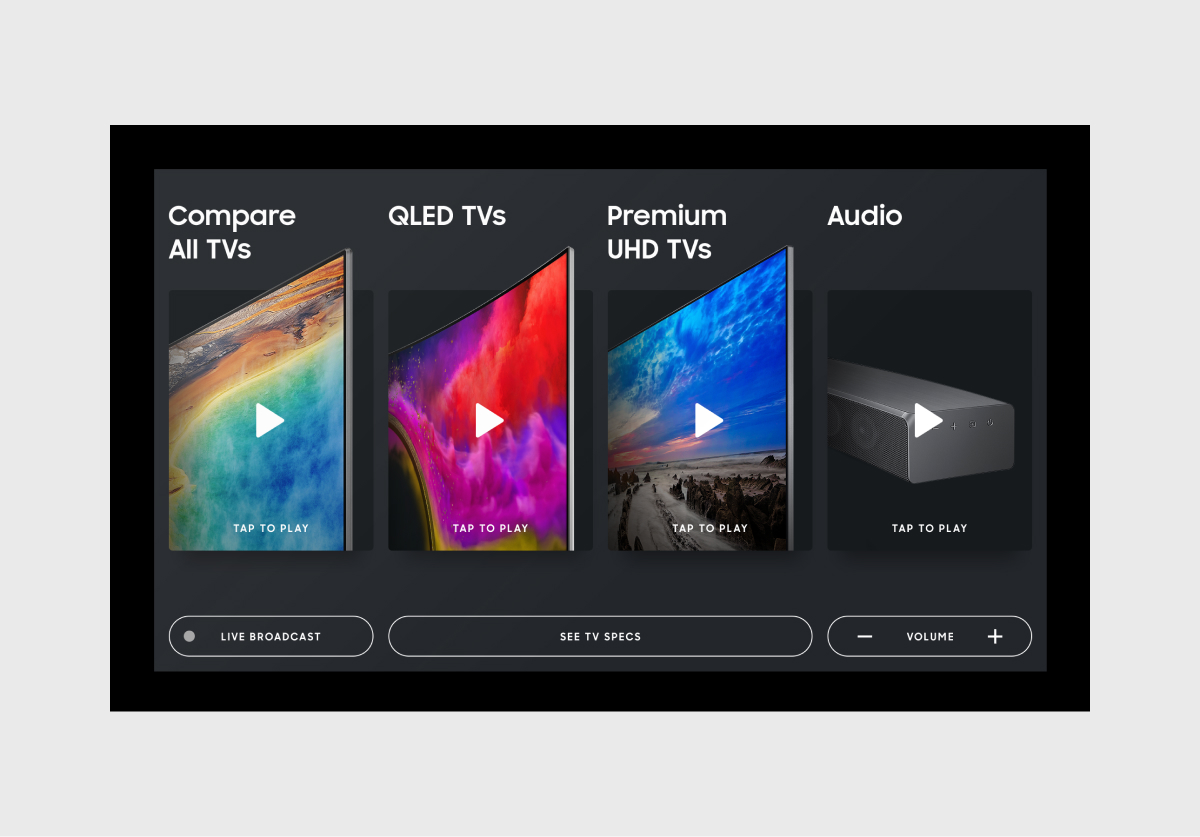 Compare
All TVs
QLED TVs
Premium
UHD TVs
Audio
TAP TO PLAY
TAP TO PLAY
TAP TO PLAY
TAP TO PLAY
LIVE BROADCAST
SEE TV SPECS
VOLUME